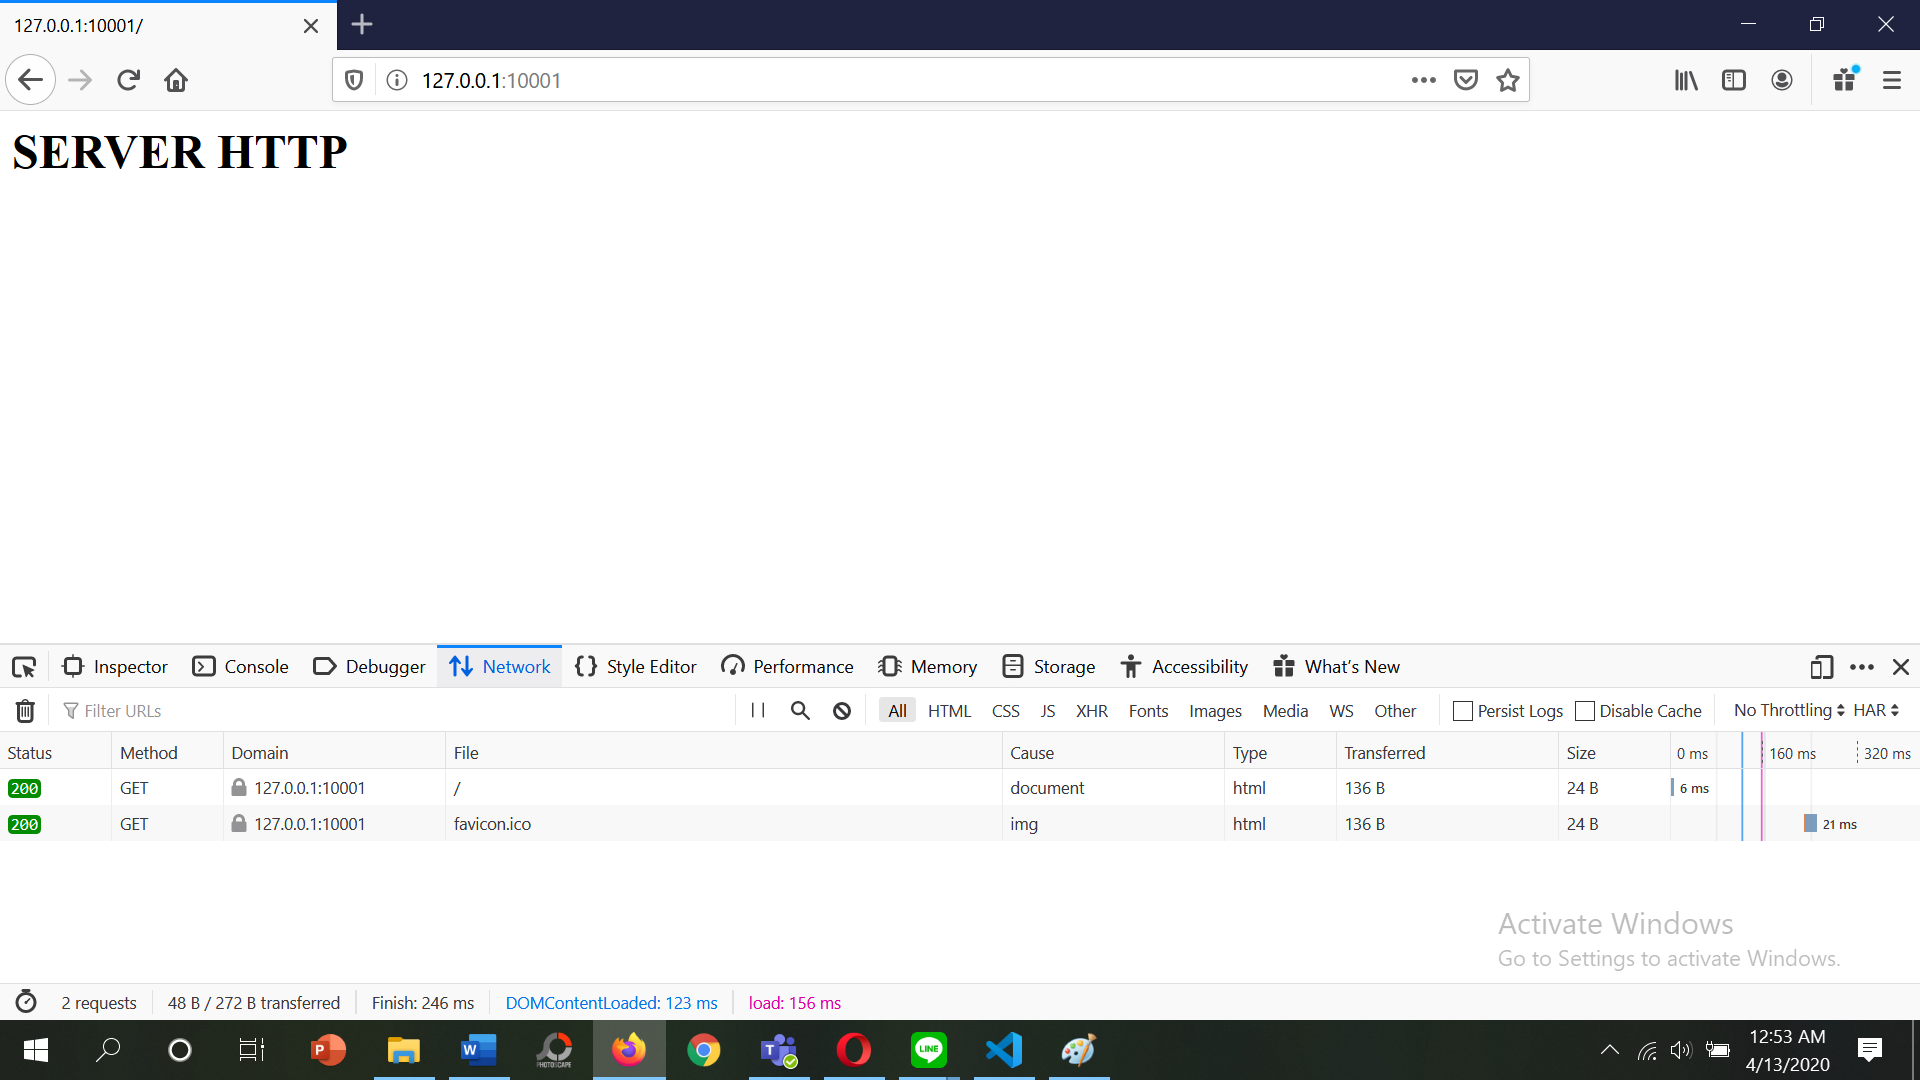 127.0.0.1:10001/
127.0.0.1:10001
SERVER HTTP
Inspector Console Debugger Network Style Editor Performance Memory Storage Accessibility What's New
Filter URLs All HTML CSS JS XHR Fonts Images Media WS Other Persist Logs Disable Cache No Throttling HAR
Status Method Domain File Cause Type Transferred Size 0 ms 160 ms 320 ms
200 GET 127.0.0.1:10001 / document html 136 B 24 B 6 ms
200 GET 127.0.0.1:10001 favicon.ico img html 136 B 24 B 21 ms
Activate Windows
Go to Settings to activate Windows.
2 requests 48 B / 272 B transferred Finish: 246 ms DOMContentLoaded: 123 ms load: 156 ms
P W PHOTOSCAPE T LINE 12:53 AM
4/13/2020